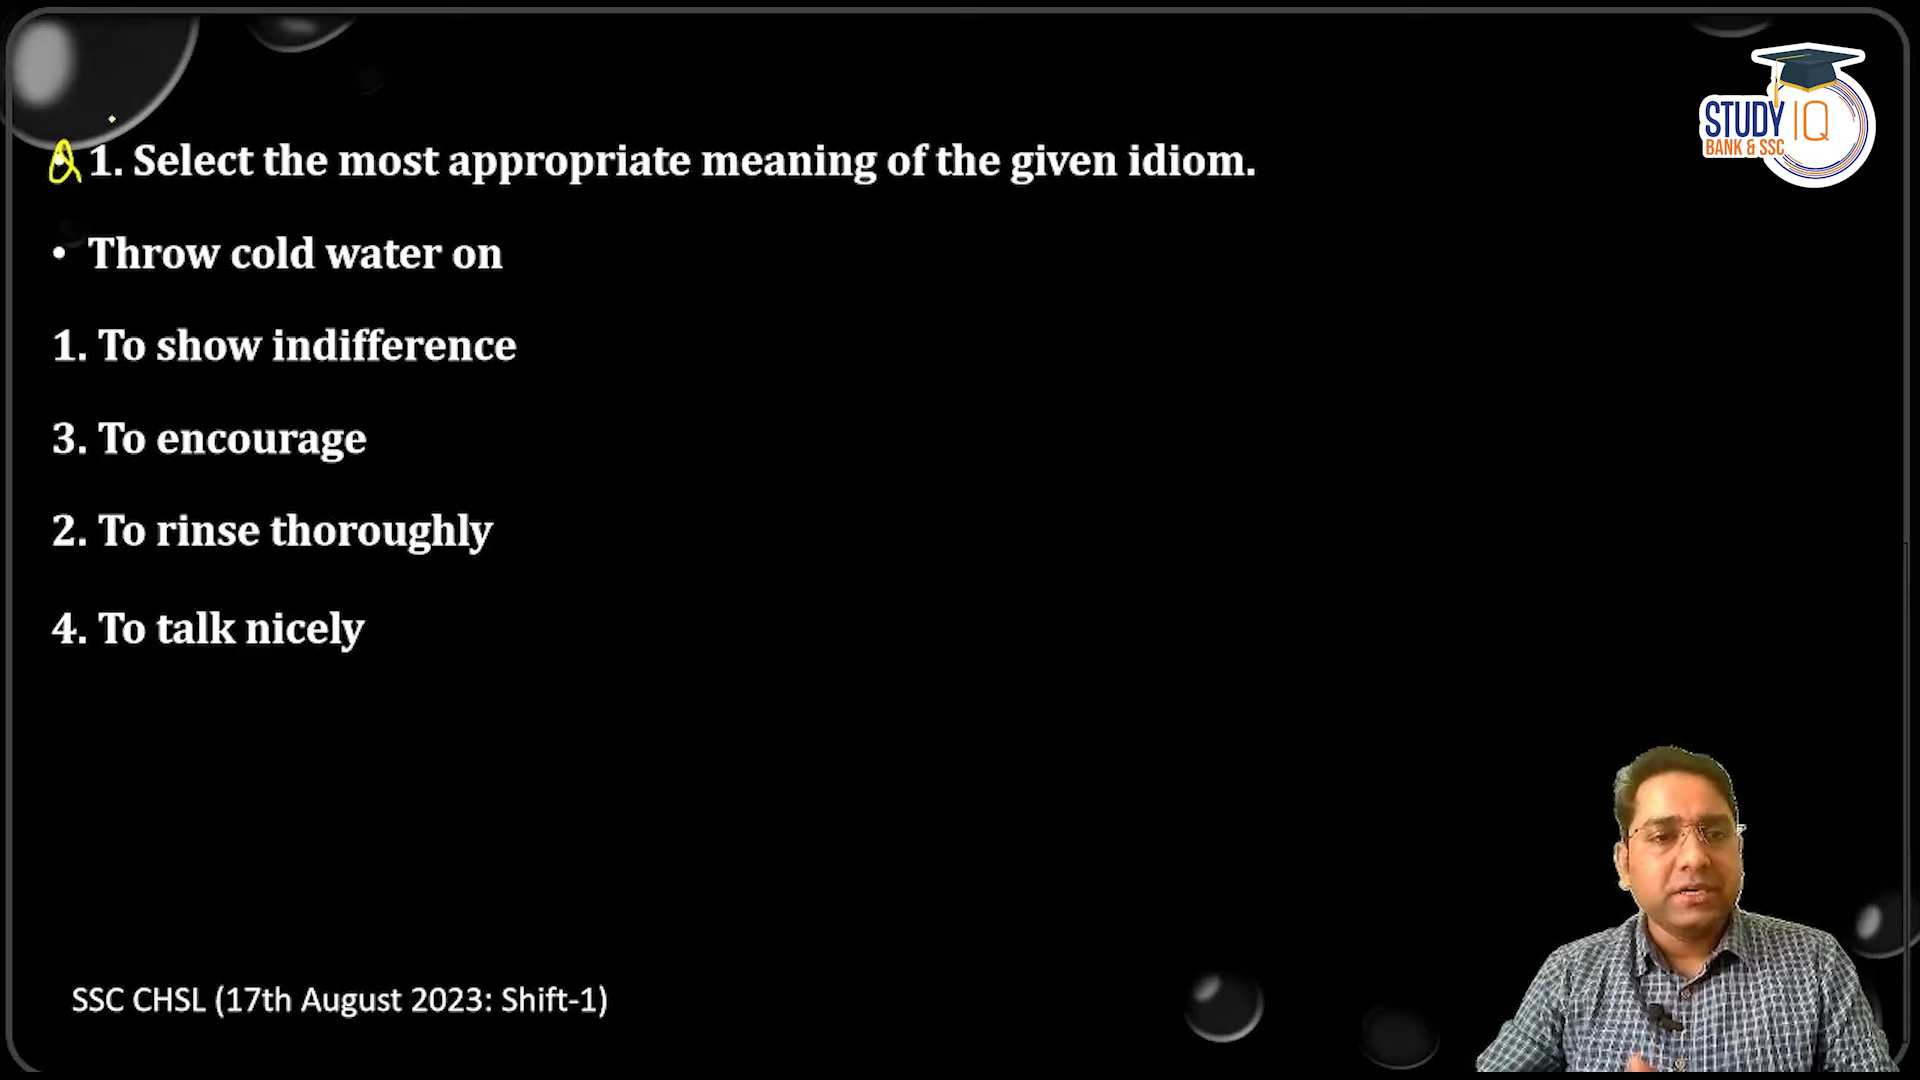 Q 1. Select the most appropriate meaning of the given idiom.
• Throw cold water on
1. To show indifference
3. To encourage
2. To rinse thoroughly
4. To talk nicely
SSC CHSL (17th August 2023: Shift-1)
STUDY IQ
BANK & SSC